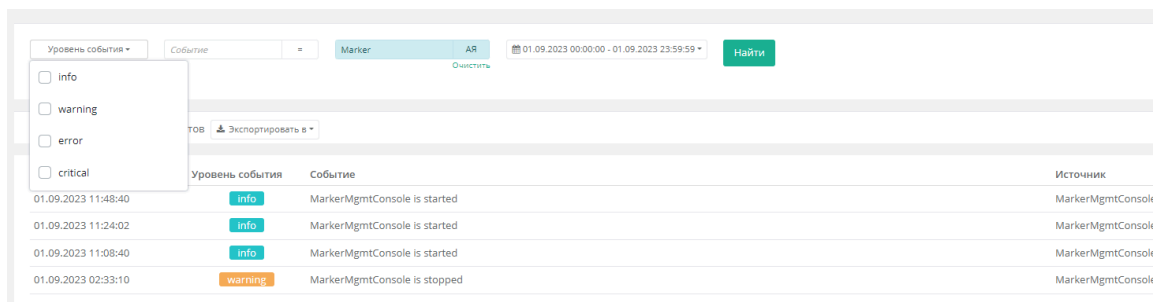 Уровень события
Событие
=
Marker
АЯ
01.09.2023 00:00:00 - 01.09.2023 23:59:59
Найти
Очистить
info
warning
error
critical
Экспортировать в
Уровень события Событие Источник
01.09.2023 11:48:40 info MarkerMgmtConsole is started MarkerMgmtConsole
01.09.2023 11:24:02 info MarkerMgmtConsole is started MarkerMgmtConsole
01.09.2023 11:08:40 info MarkerMgmtConsole is started MarkerMgmtConsole
01.09.2023 02:33:10 warning MarkerMgmtConsole is stopped MarkerMgmtConsole